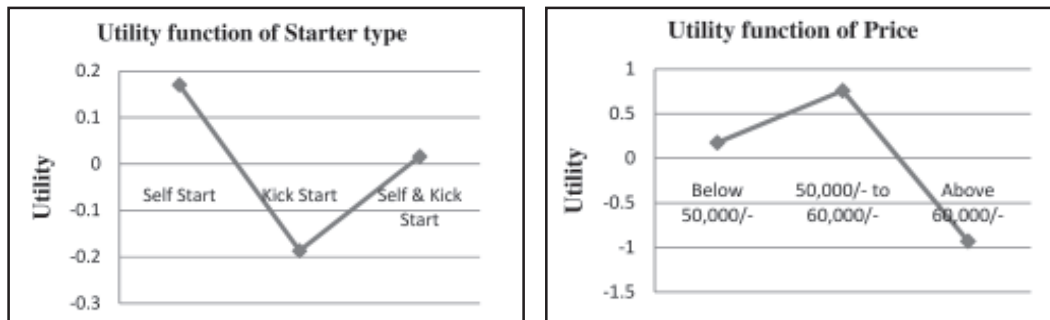 Utility function of Starter type
0.2
0.1
0
-0.1
-0.2
-0.3
Utility
Self Start
Kick Start
Self & Kick
Start
Utility function of Price
1
0.5
0
-0.5
-1
-1.5
Utility
Below
50,000/-
50,000/- to
60,000/-
Above
60,000/-